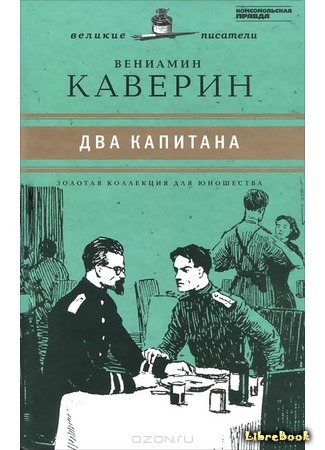 КОМСОМОЛЬСКАЯ
ПРАВДА
великие писатели
ВЕНИАМИН
КАВЕРИН
ДВА КАПИТАНА
ЗОЛОТАЯ КОЛЛЕКЦИЯ ДЛЯ ЮНОШЕСТВА
OZON.RU
LibreBook